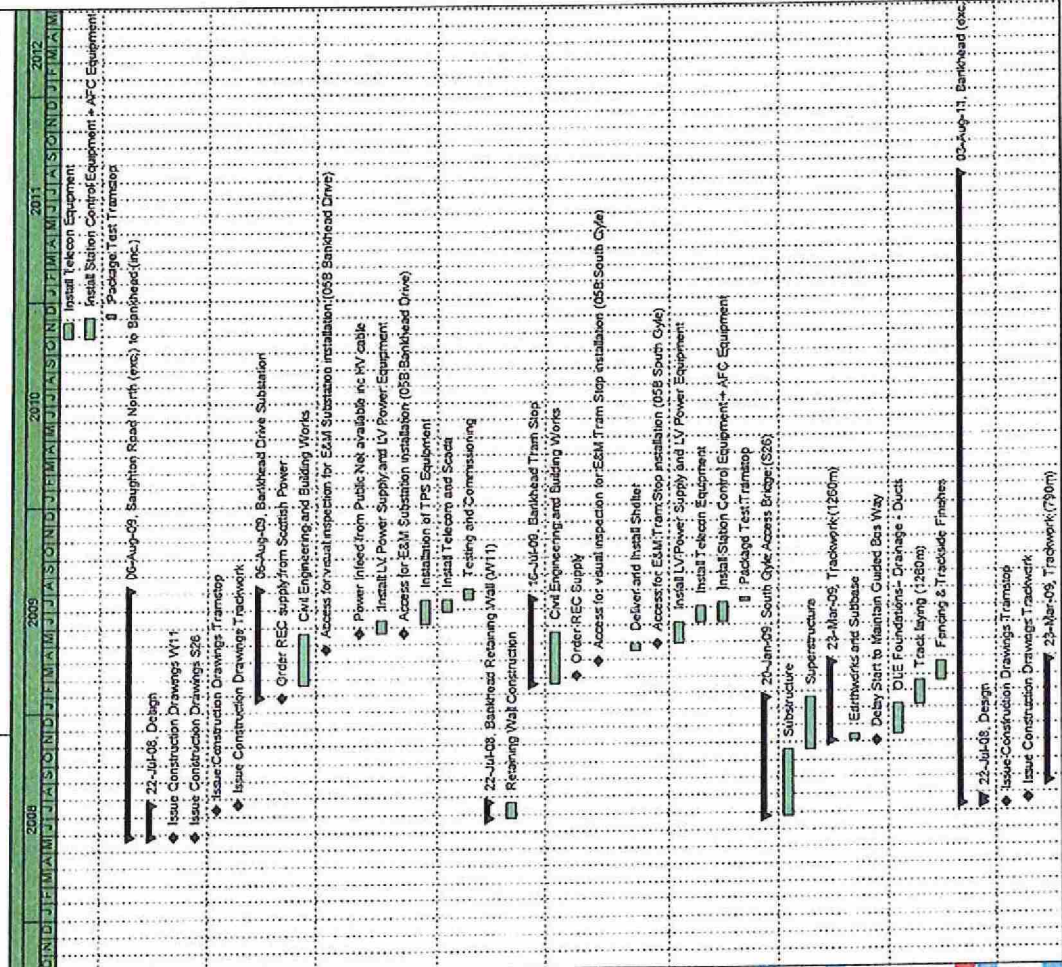 2008 2009 2010 2011 2012
O N D J F M A M J J A S O N D J F M A M J J A S O N D J F M A M J J A S O N D J F M A M J J A S O N D J F M A M
Install Telecon Equipment
Install Station Control Equipment + AFC Equipment
Package Test Tramstop
06-Aug-09, Saughton Road North (exc.) to Bankhead (inc.)
22-Jul-08, Design
Issue Construction Drawings W11
Issue Construction Drawings S26
Issue Construction Drawings Tramstop
Issue Construction Drawings Trackwork
06-Aug-09, Bankhead Drive Substation
Order REC supply from Scottish Power
Civil Engineering and Building Works
Access for visual inspection for E&M Substation installation (05B Bankhead Drive)
Power Infeed from Public Net available inc HV cable
Install LV Power Supply and LV Power Equipment
Access for E&M Substation installation (05B Bankhead Drive)
Installation of TPS Equipment
Install Telecom and Scada
Testing and Commissioning
22-Jul-08, Bankhead Retaining Wall (W11)
Retaining Wall Construction
16-Jul-09, Bankhead Tram Stop
Civil Engineering and Building Works
Order REC Supply
Access for visual inspection for E&M Tram Stop installation (05B South Gyle)
Deliver and Install Shelter
Access for E&M Tram Stop installation (05B South Gyle)
Install LV Power Supply and LV Power Equipment
Install Telecon Equipment
Install Station Control Equipment + AFC Equipment
Package Test Tramstop
20-Jan-09, South Gyle Access Bridge (S26)
Substructure
Superstructure
23-Mar-09, Trackwork (1260m)
Earthworks and Subbase
Delay Start to Maintain Guided Bus Way
OLE Foundations - Drainage - Ducts
Track laying (1260m)
Fencing & Trackside Finishes
03-Aug-11, Bankhead (exc.
22-Jul-08, Design
Issue Construction Drawings Tramstop
Issue Construction Drawings Trackwork
23-Mar-09, Trackwork (790m)